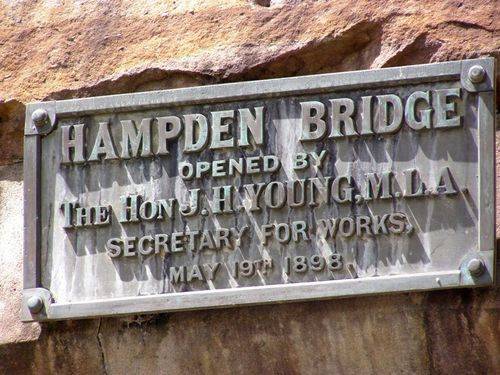 HAMPDEN BRIDGE
OPENED BY
THE HON J. H. YOUNG, M.L.A.
SECRETARY FOR WORKS,
MAY 19TH 1898